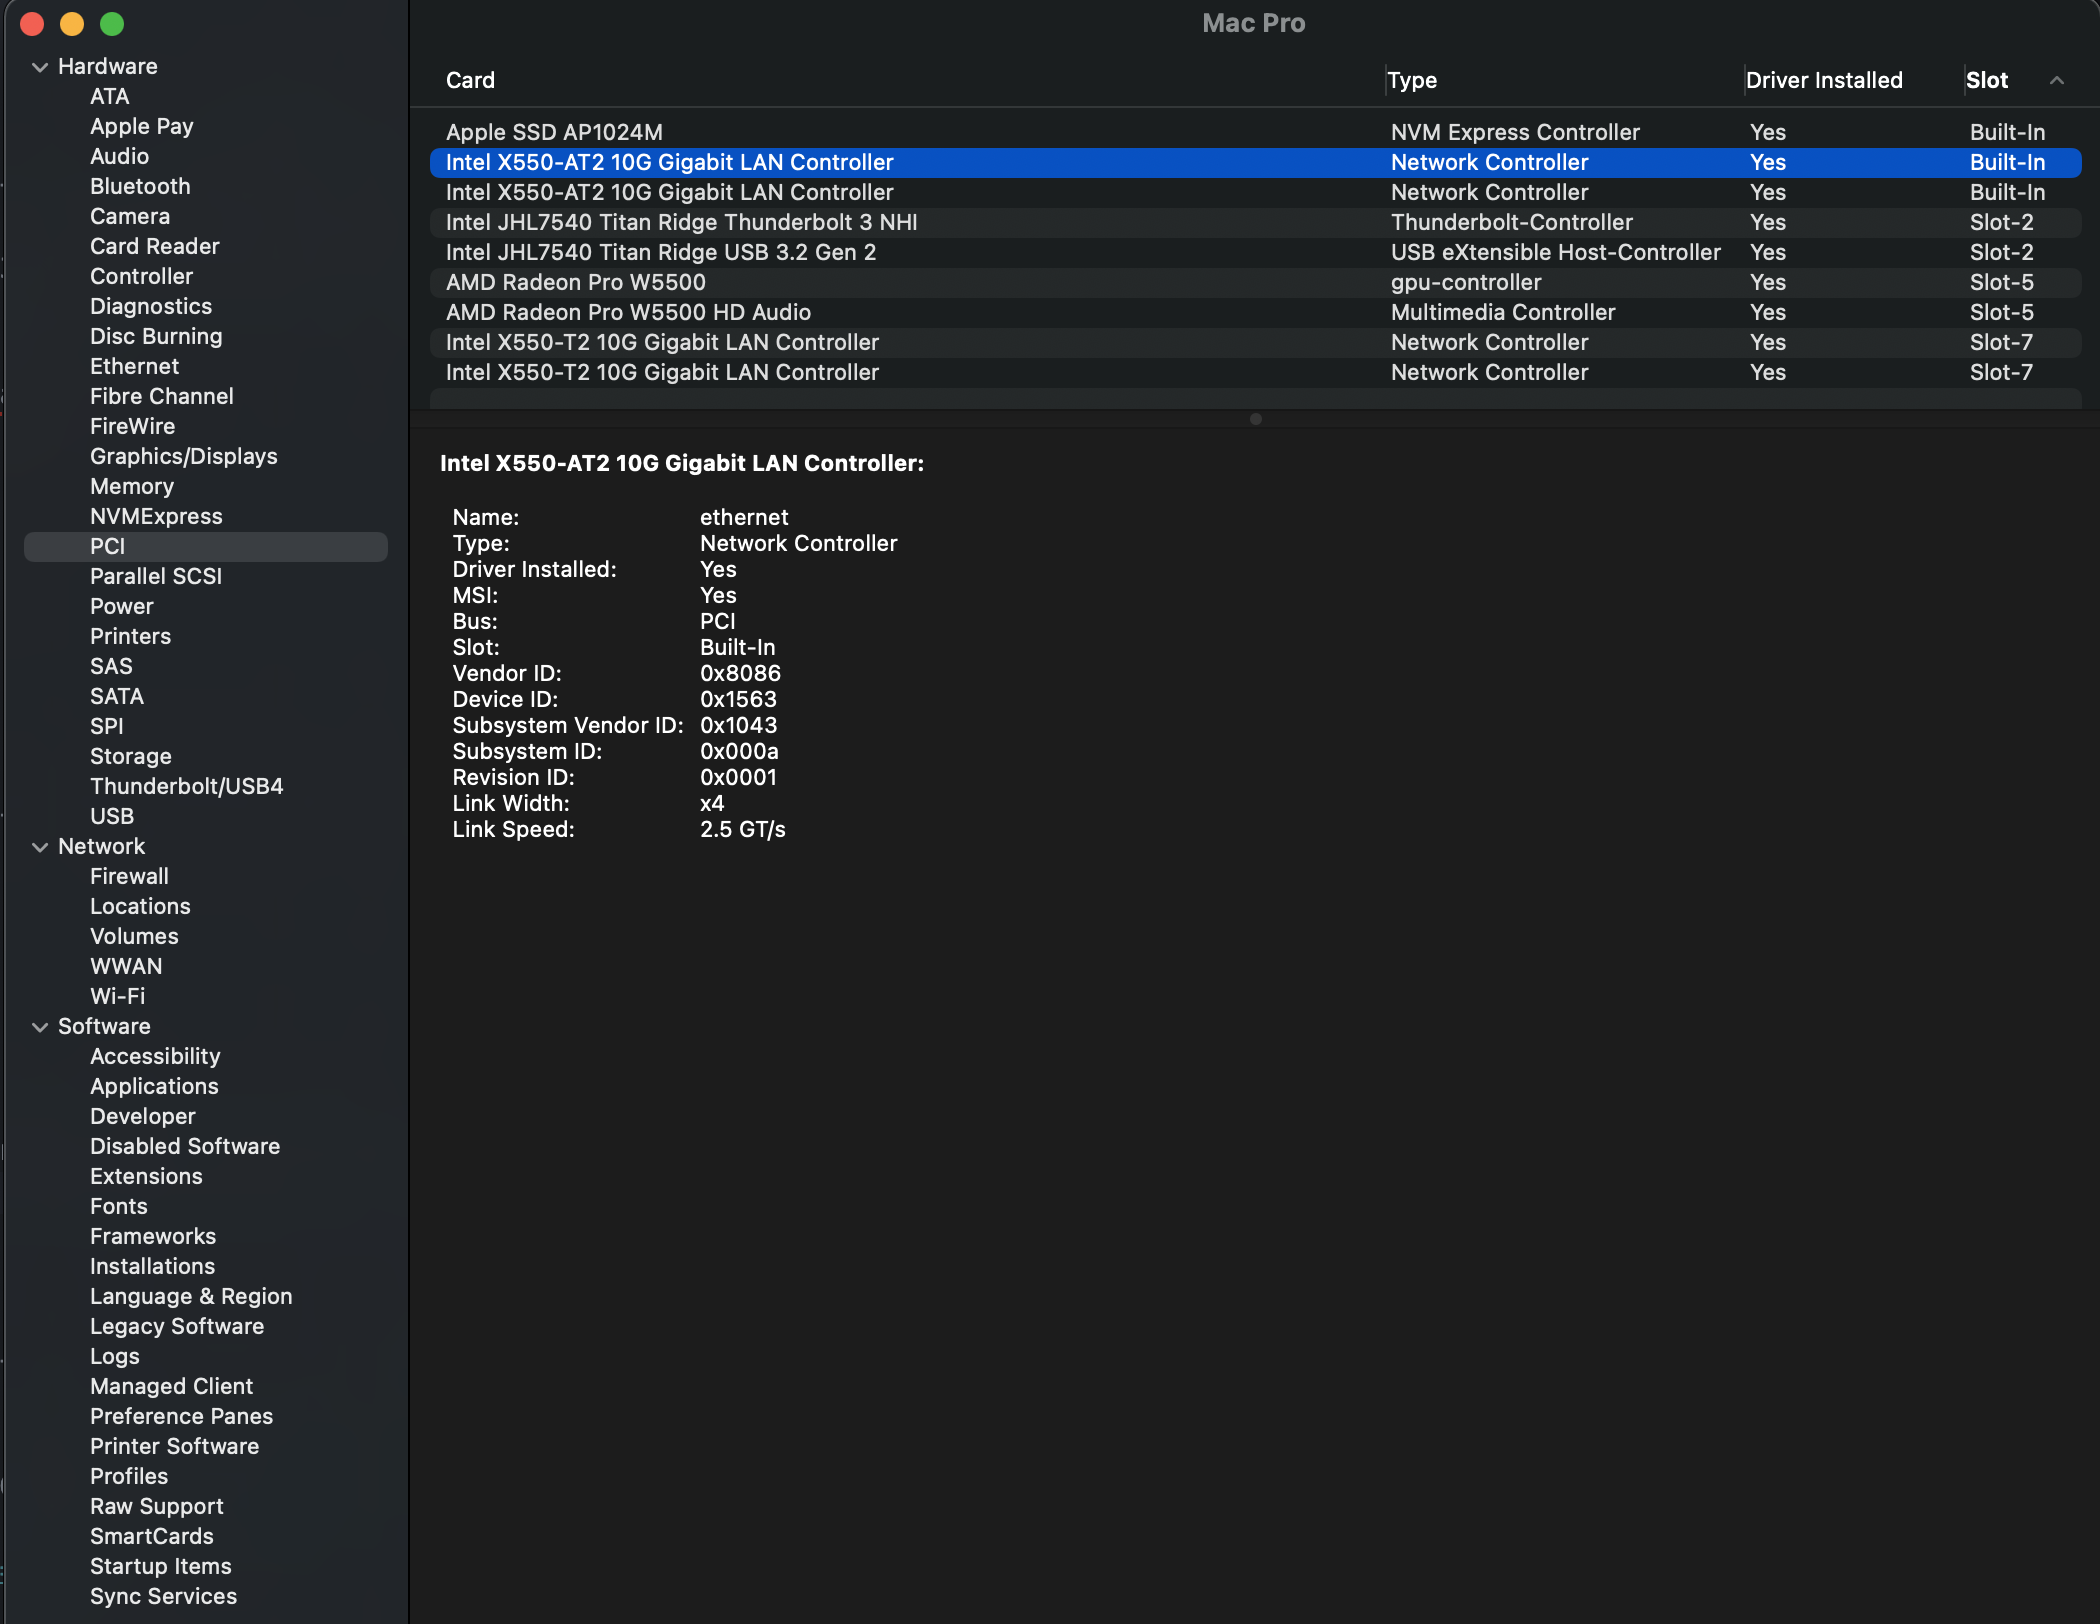 Mac Pro
Hardware
ATA
Apple Pay
Audio
Bluetooth
Camera
Card Reader
Controller
Diagnostics
Disc Burning
Ethernet
Fibre Channel
FireWire
Graphics/Displays
Memory
NVMExpress
PCI
Parallel SCSI
Power
Printers
SAS
SATA
SPI
Storage
Thunderbolt/USB4
USB
Network
Firewall
Locations
Volumes
WWAN
Wi-Fi
Software
Accessibility
Applications
Developer
Disabled Software
Extensions
Fonts
Frameworks
Installations
Language & Region
Legacy Software
Logs
Managed Client
Preference Panes
Printer Software
Profiles
Raw Support
SmartCards
Startup Items
Sync Services
Card Type Driver Installed Slot
Apple SSD AP1024M NVM Express Controller Yes Built-In
Intel X550-AT2 10G Gigabit LAN Controller Network Controller Yes Built-In
Intel X550-AT2 10G Gigabit LAN Controller Network Controller Yes Built-In
Intel JHL7540 Titan Ridge Thunderbolt 3 NHI Thunderbolt-Controller Yes Slot-2
Intel JHL7540 Titan Ridge USB 3.2 Gen 2 USB eXtensible Host-Controller Yes Slot-2
AMD Radeon Pro W5500 gpu-controller Yes Slot-5
AMD Radeon Pro W5500 HD Audio Multimedia Controller Yes Slot-5
Intel X550-T2 10G Gigabit LAN Controller Network Controller Yes Slot-7
Intel X550-T2 10G Gigabit LAN Controller Network Controller Yes Slot-7
Intel X550-AT2 10G Gigabit LAN Controller:
Name: ethernet
Type: Network Controller
Driver Installed: Yes
MSI: Yes
Bus: PCI
Slot: Built-In
Vendor ID: 0x8086
Device ID: 0x1563
Subsystem Vendor ID: 0x1043
Subsystem ID: 0x000a
Revision ID: 0x0001
Link Width: x4
Link Speed: 2.5 GT/s